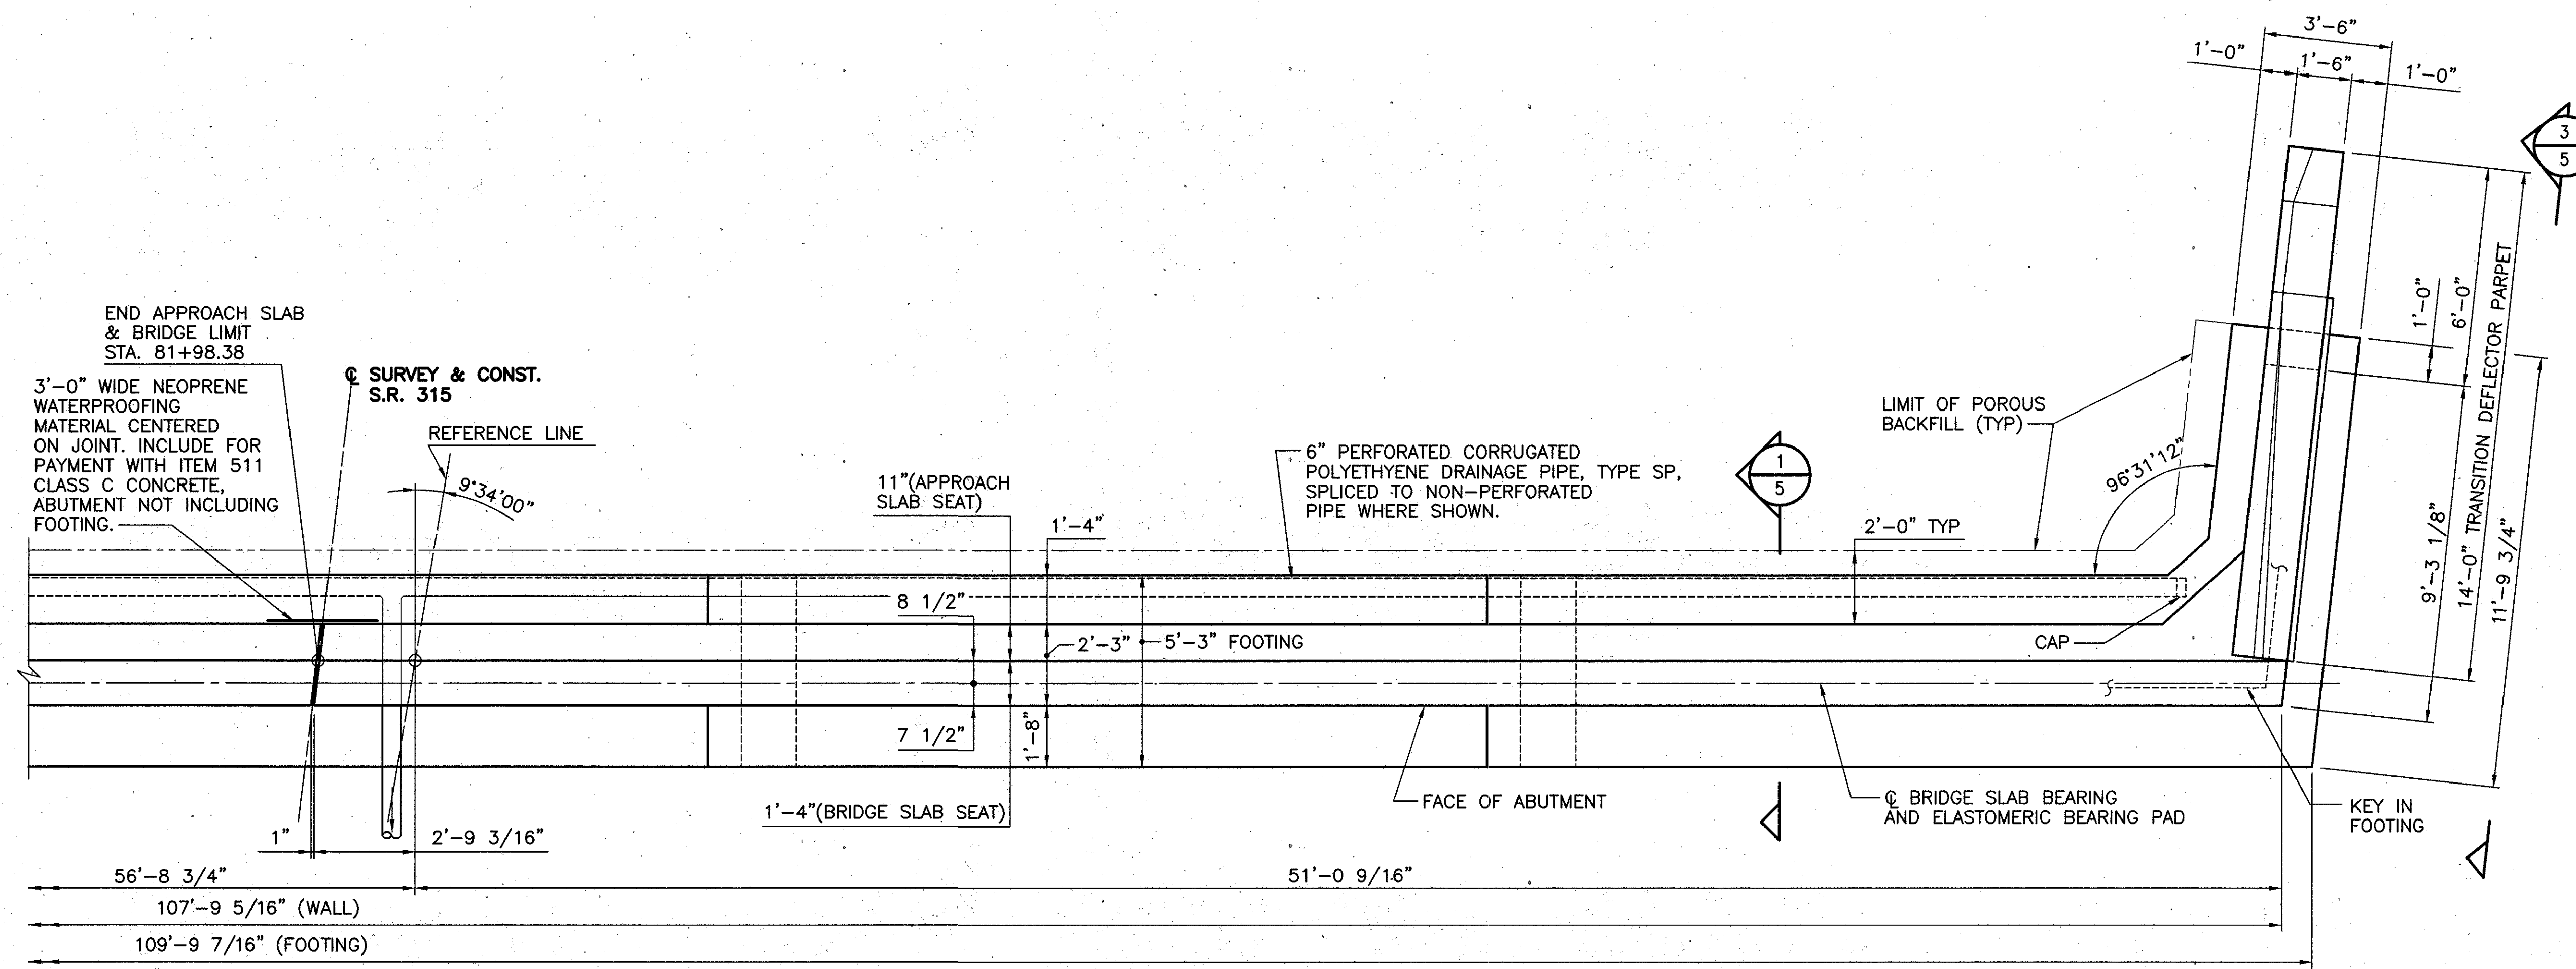 3'-6"
1'-0"
1'-6"
1'-0"
3
5
END APPROACH SLAB
& BRIDGE LIMIT
STA. 81+98.38
℄ SURVEY & CONST.
S.R. 315
3'-0" WIDE NEOPRENE
WATERPROOFING
MATERIAL CENTERED
ON JOINT. INCLUDE FOR
PAYMENT WITH ITEM 511
CLASS C CONCRETE,
ABUTMENT NOT INCLUDING
FOOTING.
REFERENCE LINE
9°34'00"
11"(APPROACH
SLAB SEAT)
1'-4"
6" PERFORATED CORRUGATED
POLYETHYENE DRAINAGE PIPE, TYPE SP,
SPLICED TO NON-PERFORATED
PIPE WHERE SHOWN.
1
5
2'-0" TYP
LIMIT OF POROUS
BACKFILL (TYP)
96°31'12"
1'-0"
6'-0"
9'-3 1/8"
14'-0" TRANSITION DEFLECTOR PARPET
11'-9 3/4"
8 1/2"
2'-3"
5'-3" FOOTING
CAP
7 1/2"
1'-8"
1'-4"(BRIDGE SLAB SEAT)
FACE OF ABUTMENT
℄ BRIDGE SLAB BEARING
AND ELASTOMERIC BEARING PAD
KEY IN
FOOTING
1"
2'-9 3/16"
56'-8 3/4"
51'-0 9/16"
107'-9 5/16" (WALL)
109'-9 7/16" (FOOTING)